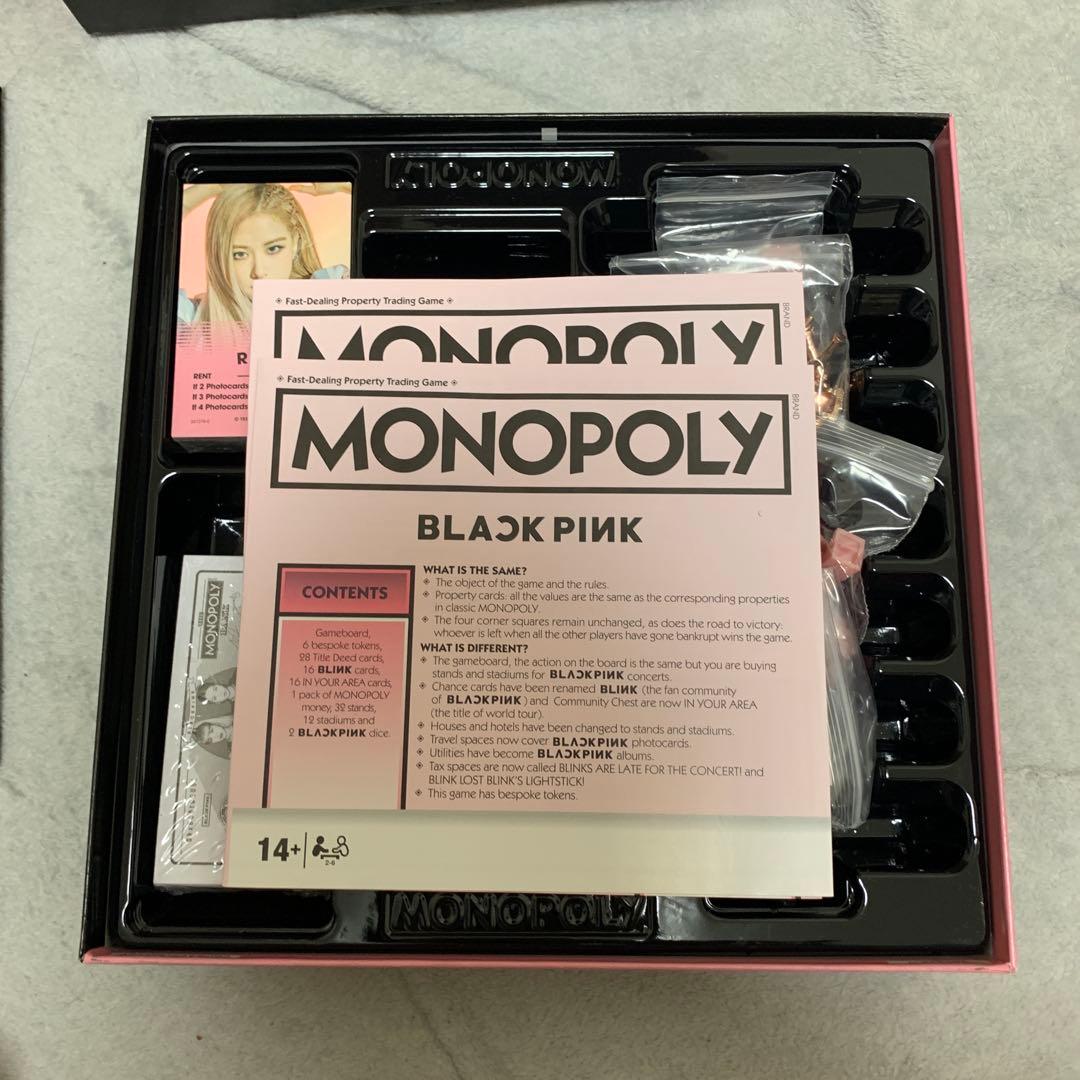 MONOPOLY
R
RENT
If 2 Photocards
If 3 Photocards
If 4 Photocards
◈ Fast-Dealing Property Trading Game ◈
MONOPOLY
BRAND
◈ Fast-Dealing Property Trading Game ◈
MONOPOLY
BRAND
BLACKPINK
CONTENTS
Gameboard,
6 bespoke tokens,
28 Title Deed cards,
16 BLINK cards,
16 IN YOUR AREA cards,
1 pack of MONOPOLY
money, 32 stands,
12 stadiums and
2 BLACKPINK dice.
WHAT IS THE SAME?
◈ The object of the game and the rules.
◈ Property cards: all the values are the same as the corresponding properties
in classic MONOPOLY.
◈ The four corner squares remain unchanged, as does the road to victory:
whoever is left when all the other players have gone bankrupt wins the game.
WHAT IS DIFFERENT?
◈ The gameboard, the action on the board is the same but you are buying
stands and stadiums for BLACKPINK concerts.
◈ Chance cards have been renamed BLINK (the fan community
of BLACKPINK) and Community Chest are now IN YOUR AREA
(the title of world tour).
◈ Houses and hotels have been changed to stands and stadiums.
◈ Travel spaces now cover BLACKPINK photocards.
◈ Utilities have become BLACKPINK albums.
◈ Tax spaces are now called BLINKS ARE LATE FOR THE CONCERT! and
BLINK LOST BLINK'S LIGHTSTICK!
◈ This game has bespoke tokens.
14+
2-6
MONOPOLY
MONOPOLY